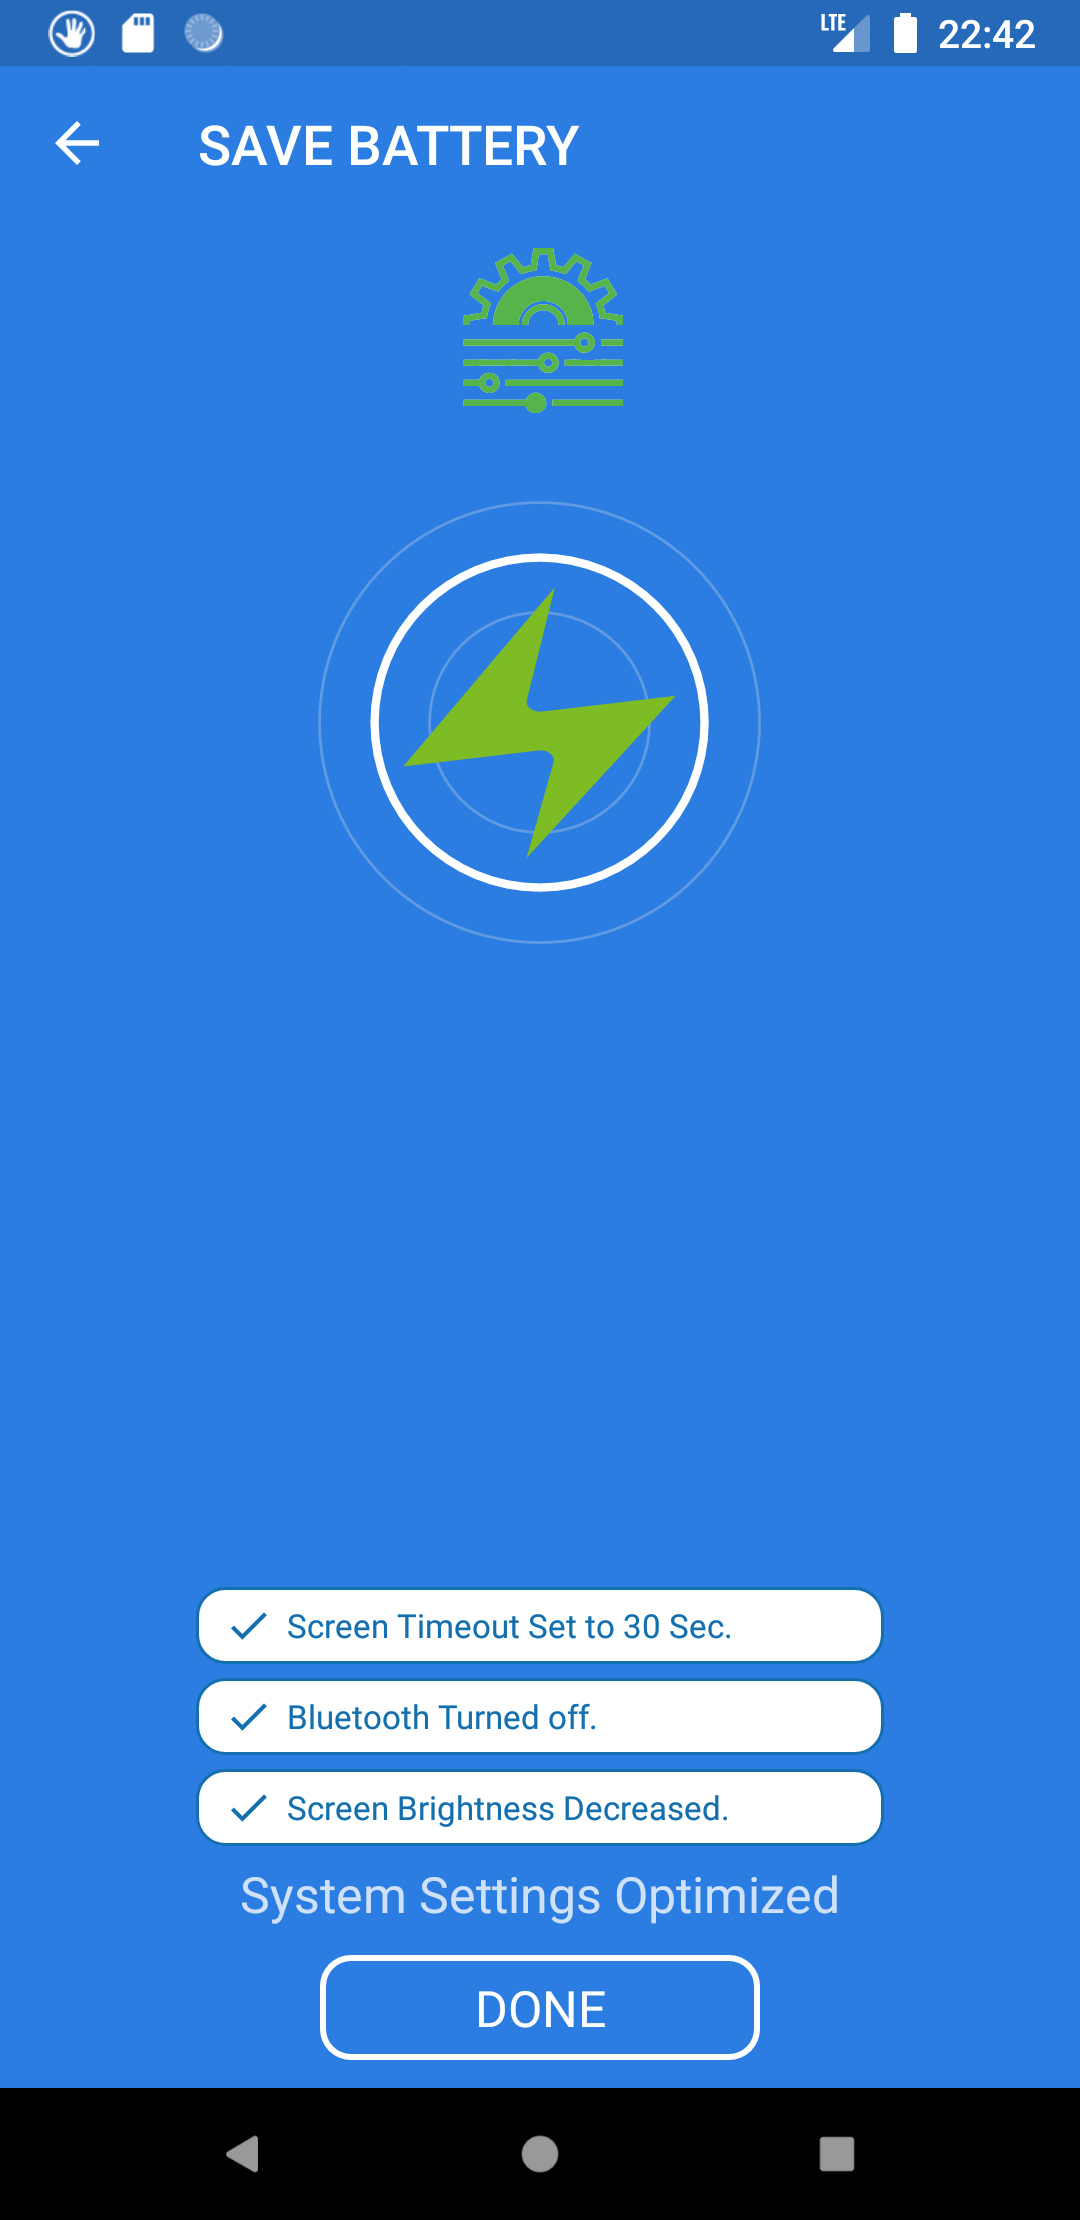 LTE 22:42
SAVE BATTERY
Screen Timeout Set to 30 Sec.
Bluetooth Turned off.
Screen Brightness Decreased.
System Settings Optimized
DONE